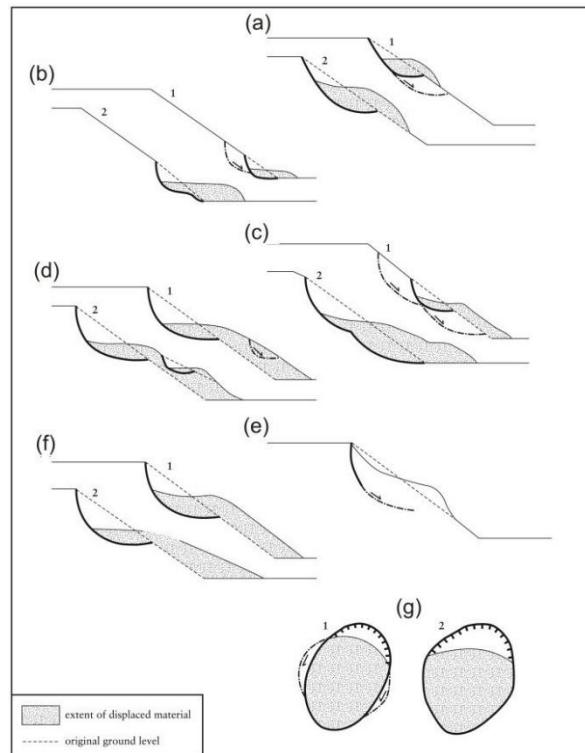 (a)
1
2
(b)
1
2
(c)
1
2
(d)
1
2
(e)
(f)
1
2
(g)
1
2
extent of displaced material
original ground level